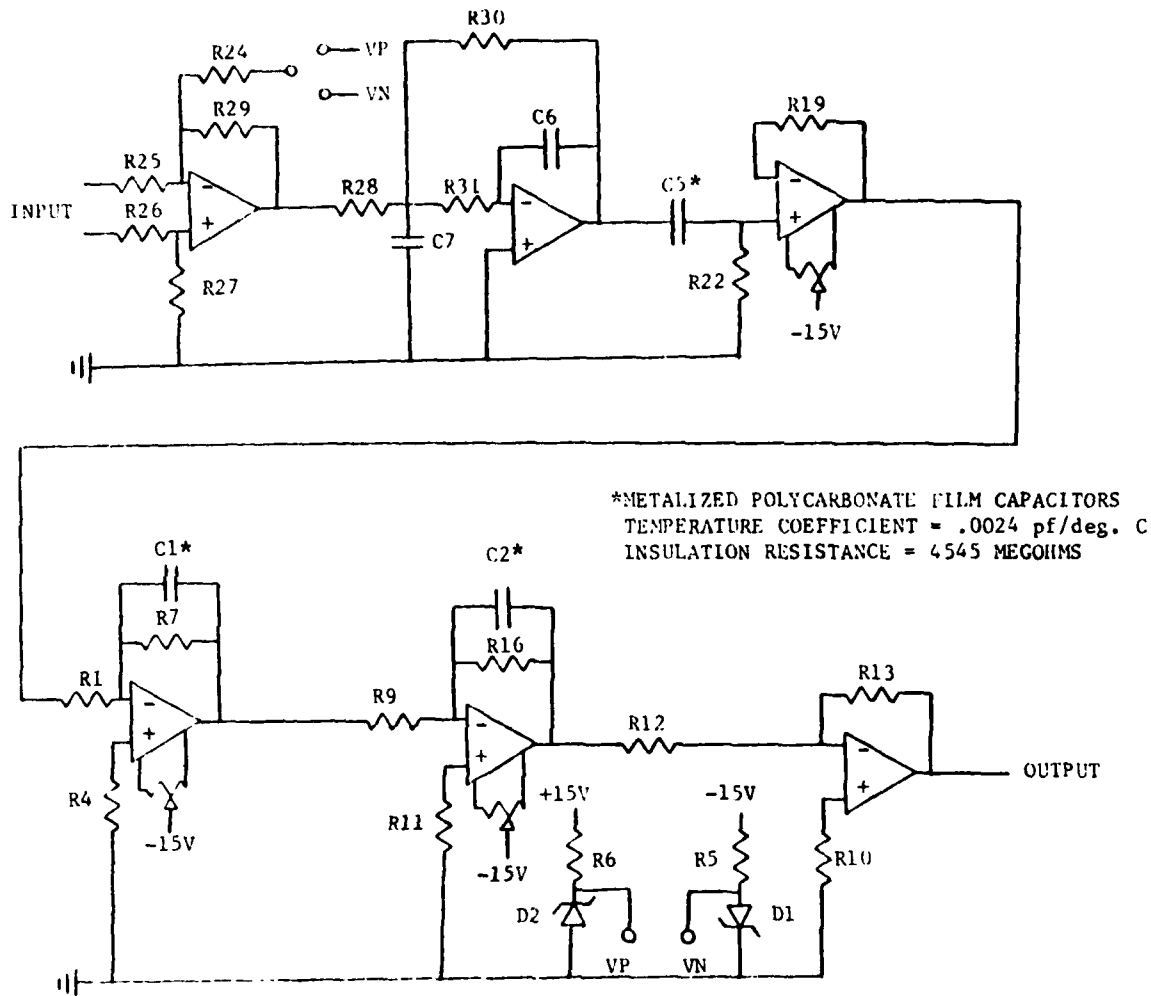 R30
R24
VP
VN
R29
C6
R19
R25
R28
R31
C5*
INPUT
R26
C7
R22
R27
-15V
*METALIZED POLYCARBONATE FILM CAPACITORS
TEMPERATURE COEFFICIENT = .0024 pf/deg. C
INSULATION RESISTANCE = 4545 MEGOHMS
C1*
C2*
R7
R16
R1
R9
R13
R12
OUTPUT
R4
-15V
R11
-15V
+15V
-15V
R6
R5
R10
D2
D1
VP
VN